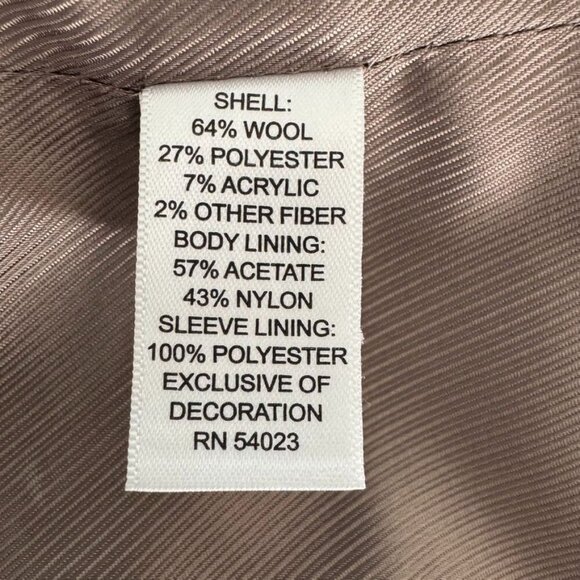 SHELL:
64% WOOL
27% POLYESTER
7% ACRYLIC
2% OTHER FIBER
BODY LINING:
57% ACETATE
43% NYLON
SLEEVE LINING:
100% POLYESTER
EXCLUSIVE OF
DECORATION
RN 54023